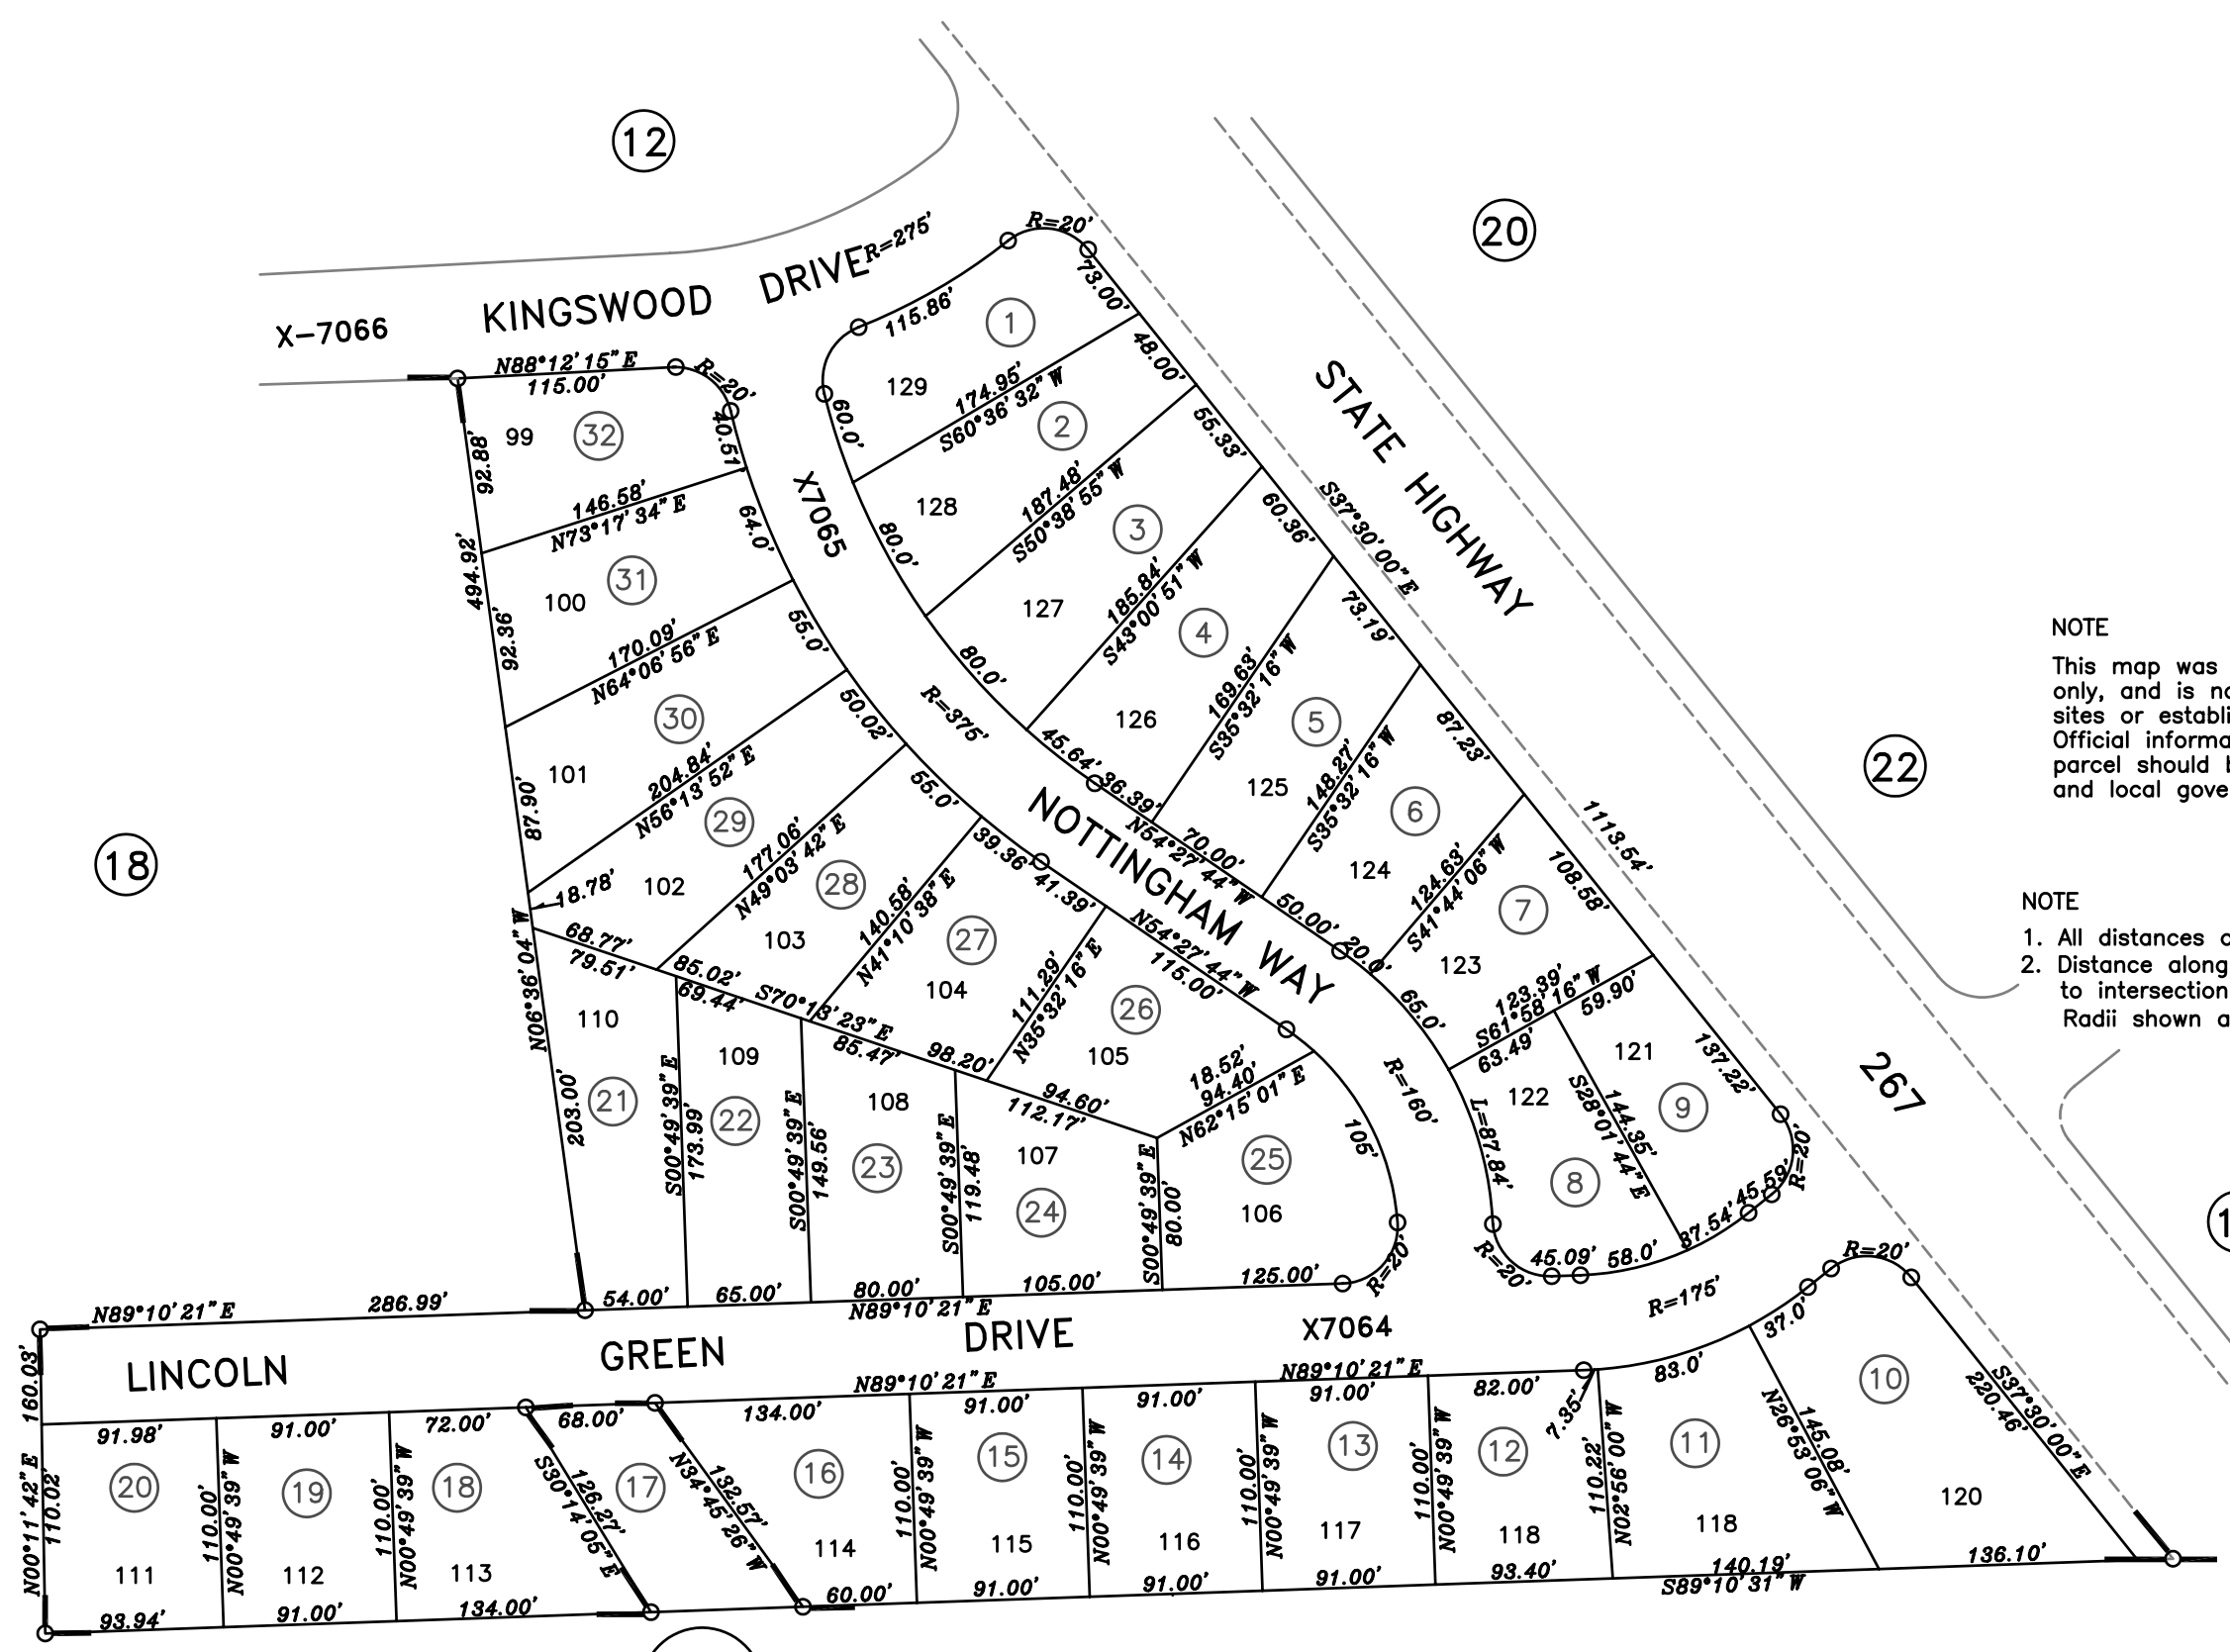 12
20
R=20'
R=275'
KINGSWOOD DRIVE
X-7066
N88°12'15"E
115.00'
R=20'
115.86'
1
73.00'
129
48.00'
174.95'
S60°36'32"W
99
32
40.51'
60.0'
2
55.33'
92.88'
146.58'
N73°17'34"E
X7065
128
187.48'
S50°38'55"W
STATE HIGHWAY
S37°30'00"E
64.0'
80.0'
3
60.36'
494.92'
100
31
127
185.84'
S43°00'51"W
4
73.19'
NOTE
This map was
only, and is no
sites or establi
Official informa
parcel should b
and local gove
92.36'
170.09'
N64°06'56"E
55.0'
80.0'
R=375'
126
169.63'
S35°32'16"W
5
87.23'
22
30
101
204.84'
N56°13'52"E
50.02'
45.64'
36.39'
125
148.27'
S35°32'16"W
6
1113.54'
87.90'
18
29
55.0'
NOTTINGHAM WAY
N54°27'44"W
70.00'
124
124.63'
S41°44'06"W
108.58'
18.78'
102
177.06'
N49°03'42"E
28
39.36'
41.39'
50.00'
20.0'
7
NOTE
1. All distances a
2. Distance along
to intersection
Radii shown a
N06°36'04"W
68.77'
79.51'
103
140.58'
N41°10'38"E
27
N54°27'44"W
115.00'
123
123.39'
S61°58'16"W
59.90'
110
85.02'
69.44'
S70°13'23"E
104
111.29'
N35°32'16"E
26
65.0'
63.49'
121
137.22'
267
109
85.47'
98.20'
105
18.52'
94.40'
N62°15'01"E
R=160'
122
S28°01'44"E
144.35'
9
21
203.00'
22
S00°49'39"E
173.99'
S00°49'39"E
149.56'
108
23
94.60'
112.17'
107
24
S00°49'39"E
119.48'
105'
25
106
S00°49'39"E
80.00'
L=87.84'
8
R=20'
45.59'
37.54'
54.00'
65.00'
80.00'
105.00'
125.00'
R=20'
R=20'
45.09'
58.0'
R=20'
N89°10'21"E
286.99'
N89°10'21"E
R=175'
37.0'
LINCOLN GREEN DRIVE
X7064
160.03'
N89°10'21"E
N89°10'21"E
83.0'
10
S37°30'00"E
220.46'
91.98'
91.00'
72.00'
68.00'
134.00'
91.00'
91.00'
91.00'
82.00'
7.35'
N00°11'42"E
110.02'
20
110.00'
N00°49'39"W
19
110.00'
N00°49'39"W
18
S30°14'05"E
126.27'
17
N34°45'26"W
132.57'
16
110.00'
N00°49'39"W
15
110.00'
N00°49'39"W
14
110.00'
N00°49'39"W
13
110.00'
N00°49'39"W
12
110.22'
N02°56'00"W
11
N26°53'06"W
145.08'
120
111
112
113
114
115
116
117
118
118
93.94'
91.00'
134.00'
60.00'
91.00'
91.00'
91.00'
93.40'
140.19'
S89°10'31"W
136.10'